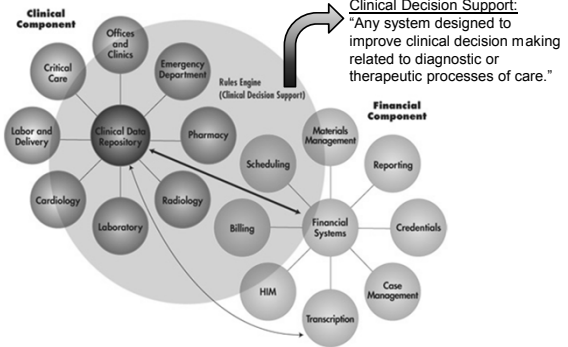 Clinical
Component
Clinical Decision Support:
“Any system designed to
improve clinical decision making
related to diagnostic or
therapeutic processes of care.”
Offices
and
Clinics
Critical
Care
Emergency
Department
Rules Engine
(Clinical Decision Support)
Financial
Component
Labor and
Delivery
Clinical Data
Repository
Pharmacy
Materials
Management
Scheduling
Reporting
Cardiology
Radiology
Laboratory
Billing
Financial
Systems
Credentials
HIM
Case
Management
Transcription